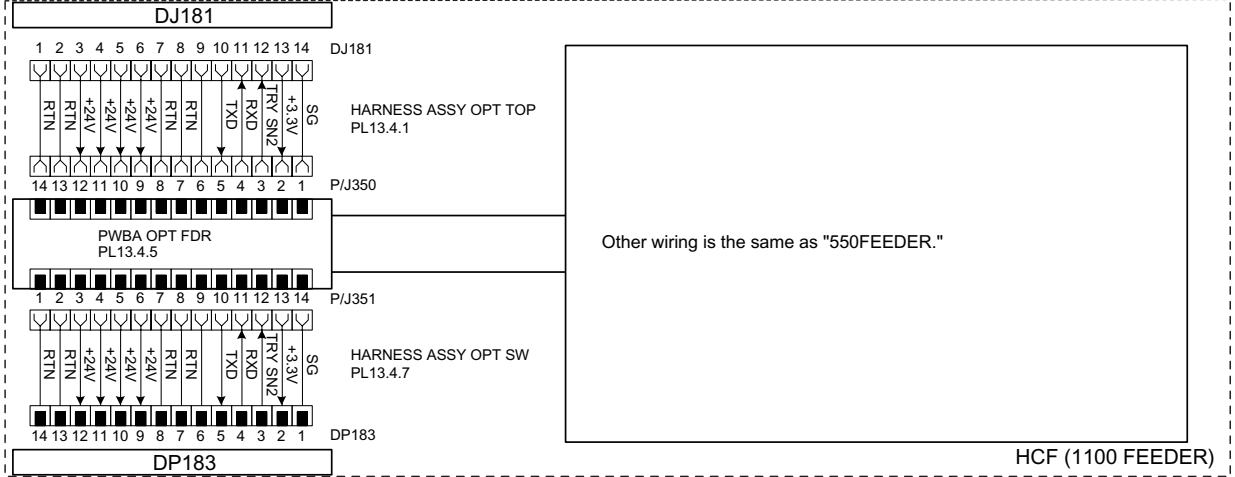 DJ181
1 2 3 4 5 6 7 8 9 10 11 12 13 14 DJ181
RTN RTN +24V +24V +24V +24V RTN RTN TXD RXD TRY SN2 +3.3V SG
HARNESS ASSY OPT TOP
PL13.4.1
14 13 12 11 10 9 8 7 6 5 4 3 2 1 P/J350
PWBA OPT FDR
PL13.4.5
Other wiring is the same as "550FEEDER."
1 2 3 4 5 6 7 8 9 10 11 12 13 14 P/J351
RTN RTN +24V +24V +24V +24V RTN RTN TXD RXD TRY SN2 +3.3V SG
HARNESS ASSY OPT SW
PL13.4.7
14 13 12 11 10 9 8 7 6 5 4 3 2 1 DP183
DP183
HCF (1100 FEEDER)